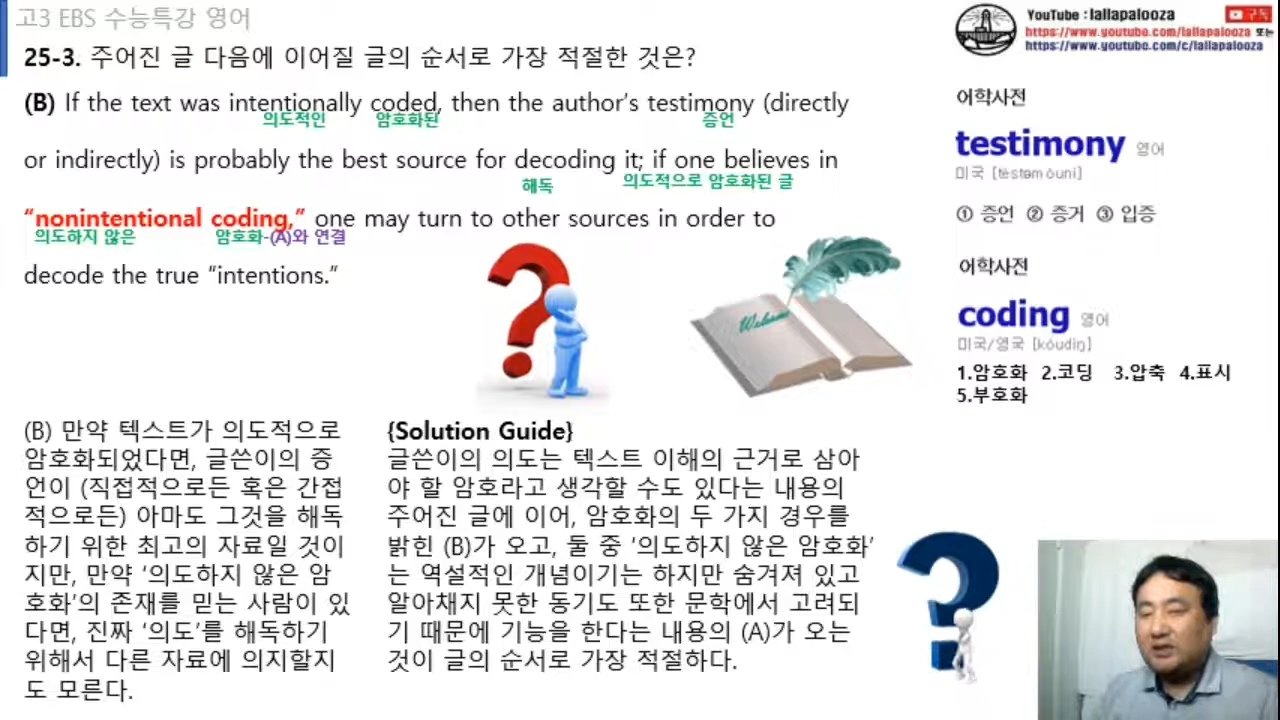 고3 EBS 수능특강 영어
25-3. 주어진 글 다음에 이어질 글의 순서로 가장 적절한 것은?
(B) If the text was intentionally coded, then the author's testimony (directly
의도적인 암호화된 증언
or indirectly) is probably the best source for decoding it; if one believes in
해독 의도적으로 암호화된 글
"nonintentional coding," one may turn to other sources in order to
의도하지 않은 암호화-(A)와 연결
decode the true "intentions."
Welcome
(B) 만약 텍스트가 의도적으로
암호화되었다면, 글쓴이의 증
언이 (직접적으로든 혹은 간접
적으로든) 아마도 그것을 해독
하기 위한 최고의 자료일 것이
지만, 만약 '의도하지 않은 암
호화'의 존재를 믿는 사람이 있
다면, 진짜 '의도'를 해독하기
위해서 다른 자료에 의지할지
도 모른다.
{Solution Guide}
글쓴이의 의도는 텍스트 이해의 근거로 삼아
야 할 암호라고 생각할 수도 있다는 내용의
주어진 글에 이어, 암호화의 두 가지 경우를
밝힌 (B)가 오고, 둘 중 '의도하지 않은 암호화'
는 역설적인 개념이기는 하지만 숨겨져 있고
알아채지 못한 동기도 또한 문학에서 고려되
기 때문에 기능을 한다는 내용의 (A)가 오는
것이 글의 순서로 가장 적절하다.
YouTube : lallapalooza 구독
https://www.youtube.com/lallapalooza 또는
https://www.youtube.com/c/lallapalooza
어학사전
testimony 영어
미국 [téstəmòuni]
① 증언 ② 증거 ③ 입증
어학사전
coding 영어
미국/영국 [kóudiŋ]
1.암호화 2.코딩 3.압축 4.표시
5.부호화